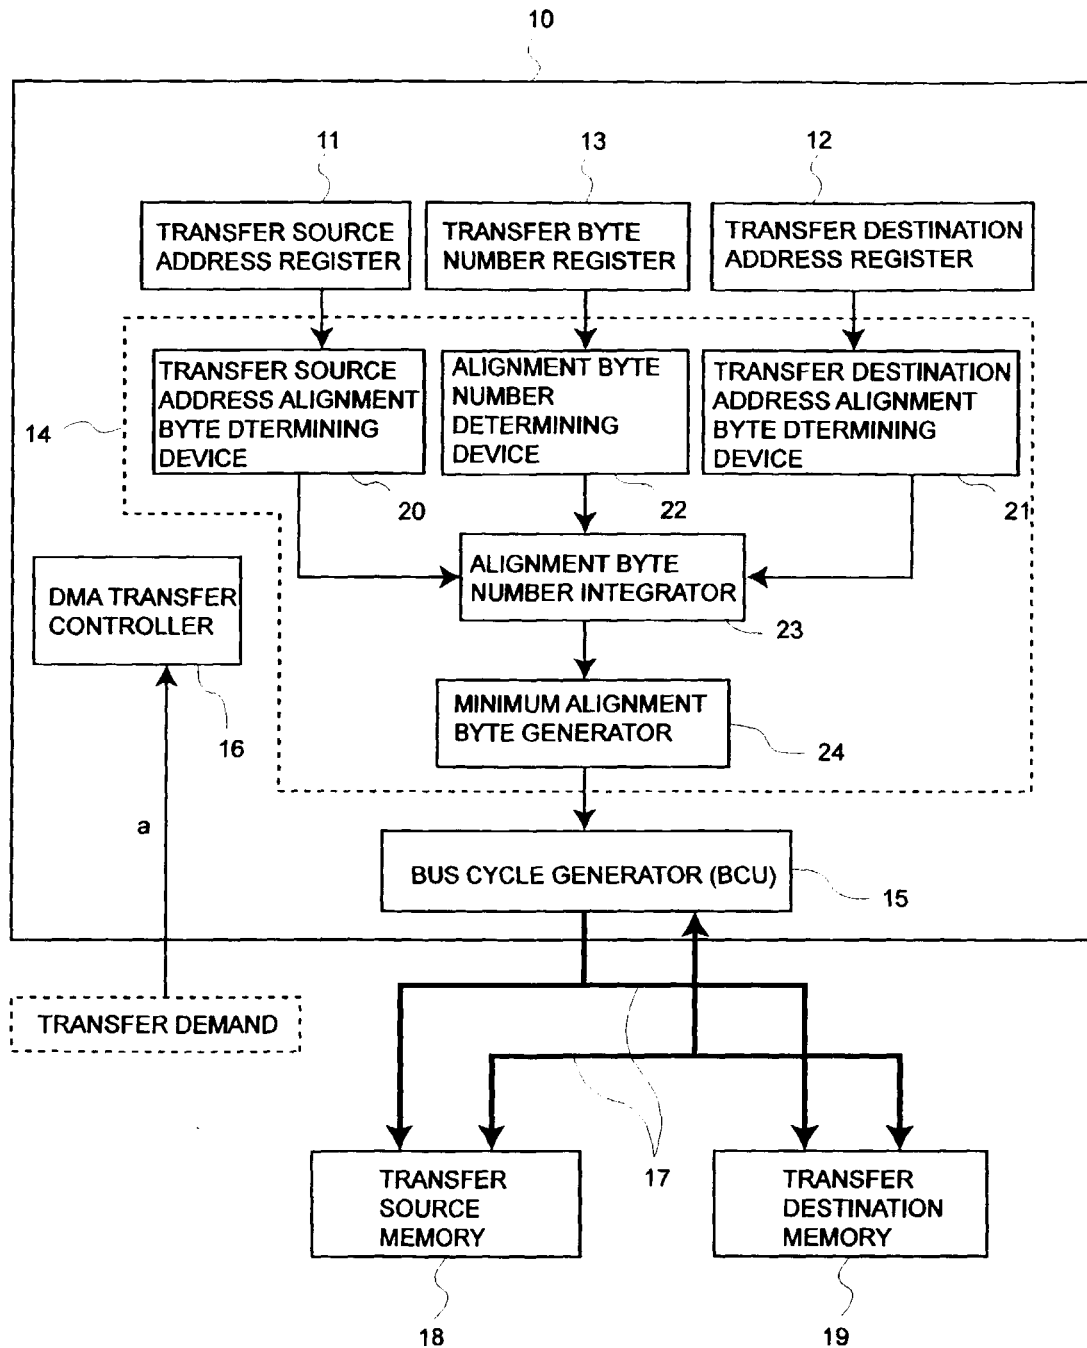 10
11
13
12
TRANSFER SOURCE
ADDRESS REGISTER
TRANSFER BYTE
NUMBER REGISTER
TRANSFER DESTINATION
ADDRESS REGISTER
14
TRANSFER SOURCE
ADDRESS ALIGNMENT
BYTE DTERMINING
DEVICE
ALIGNMENT BYTE
NUMBER
DETERMINING
DEVICE
TRANSFER DESTINATION
ADDRESS ALIGNMENT
BYTE DTERMINING
DEVICE
20
22
21
ALIGNMENT BYTE
NUMBER INTEGRATOR
23
DMA TRANSFER
CONTROLLER
16
MINIMUM ALIGNMENT
BYTE GENERATOR
24
a
BUS CYCLE GENERATOR (BCU)
15
TRANSFER DEMAND
17
TRANSFER
SOURCE
MEMORY
TRANSFER
DESTINATION
MEMORY
18
19